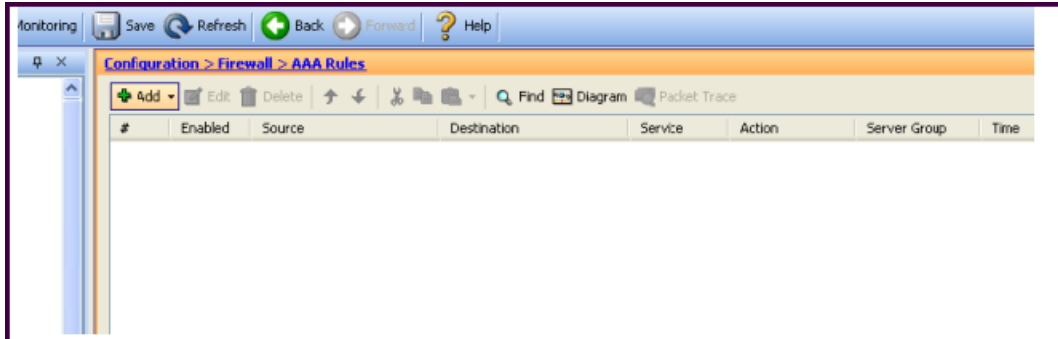 Monitoring Save Refresh Back Forward Help
Configuration > Firewall > AAA Rules
Add Edit Delete Find Diagram Packet Trace
# Enabled Source Destination Service Action Server Group Time